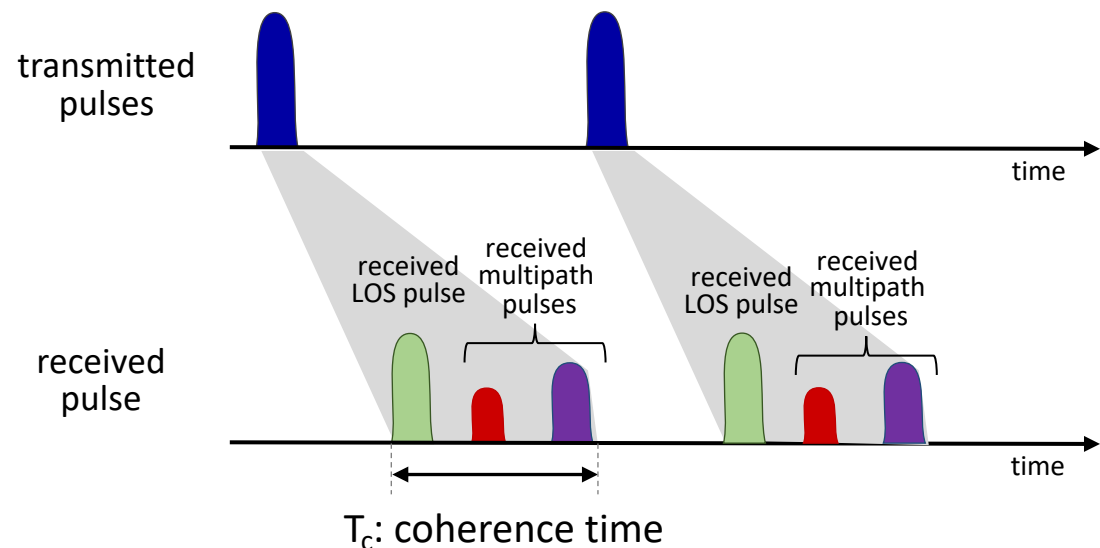 transmitted
pulses
time
received
LOS pulse
received
multipath
pulses
received
LOS pulse
received
multipath
pulses
received
pulse
time
Tc: coherence time